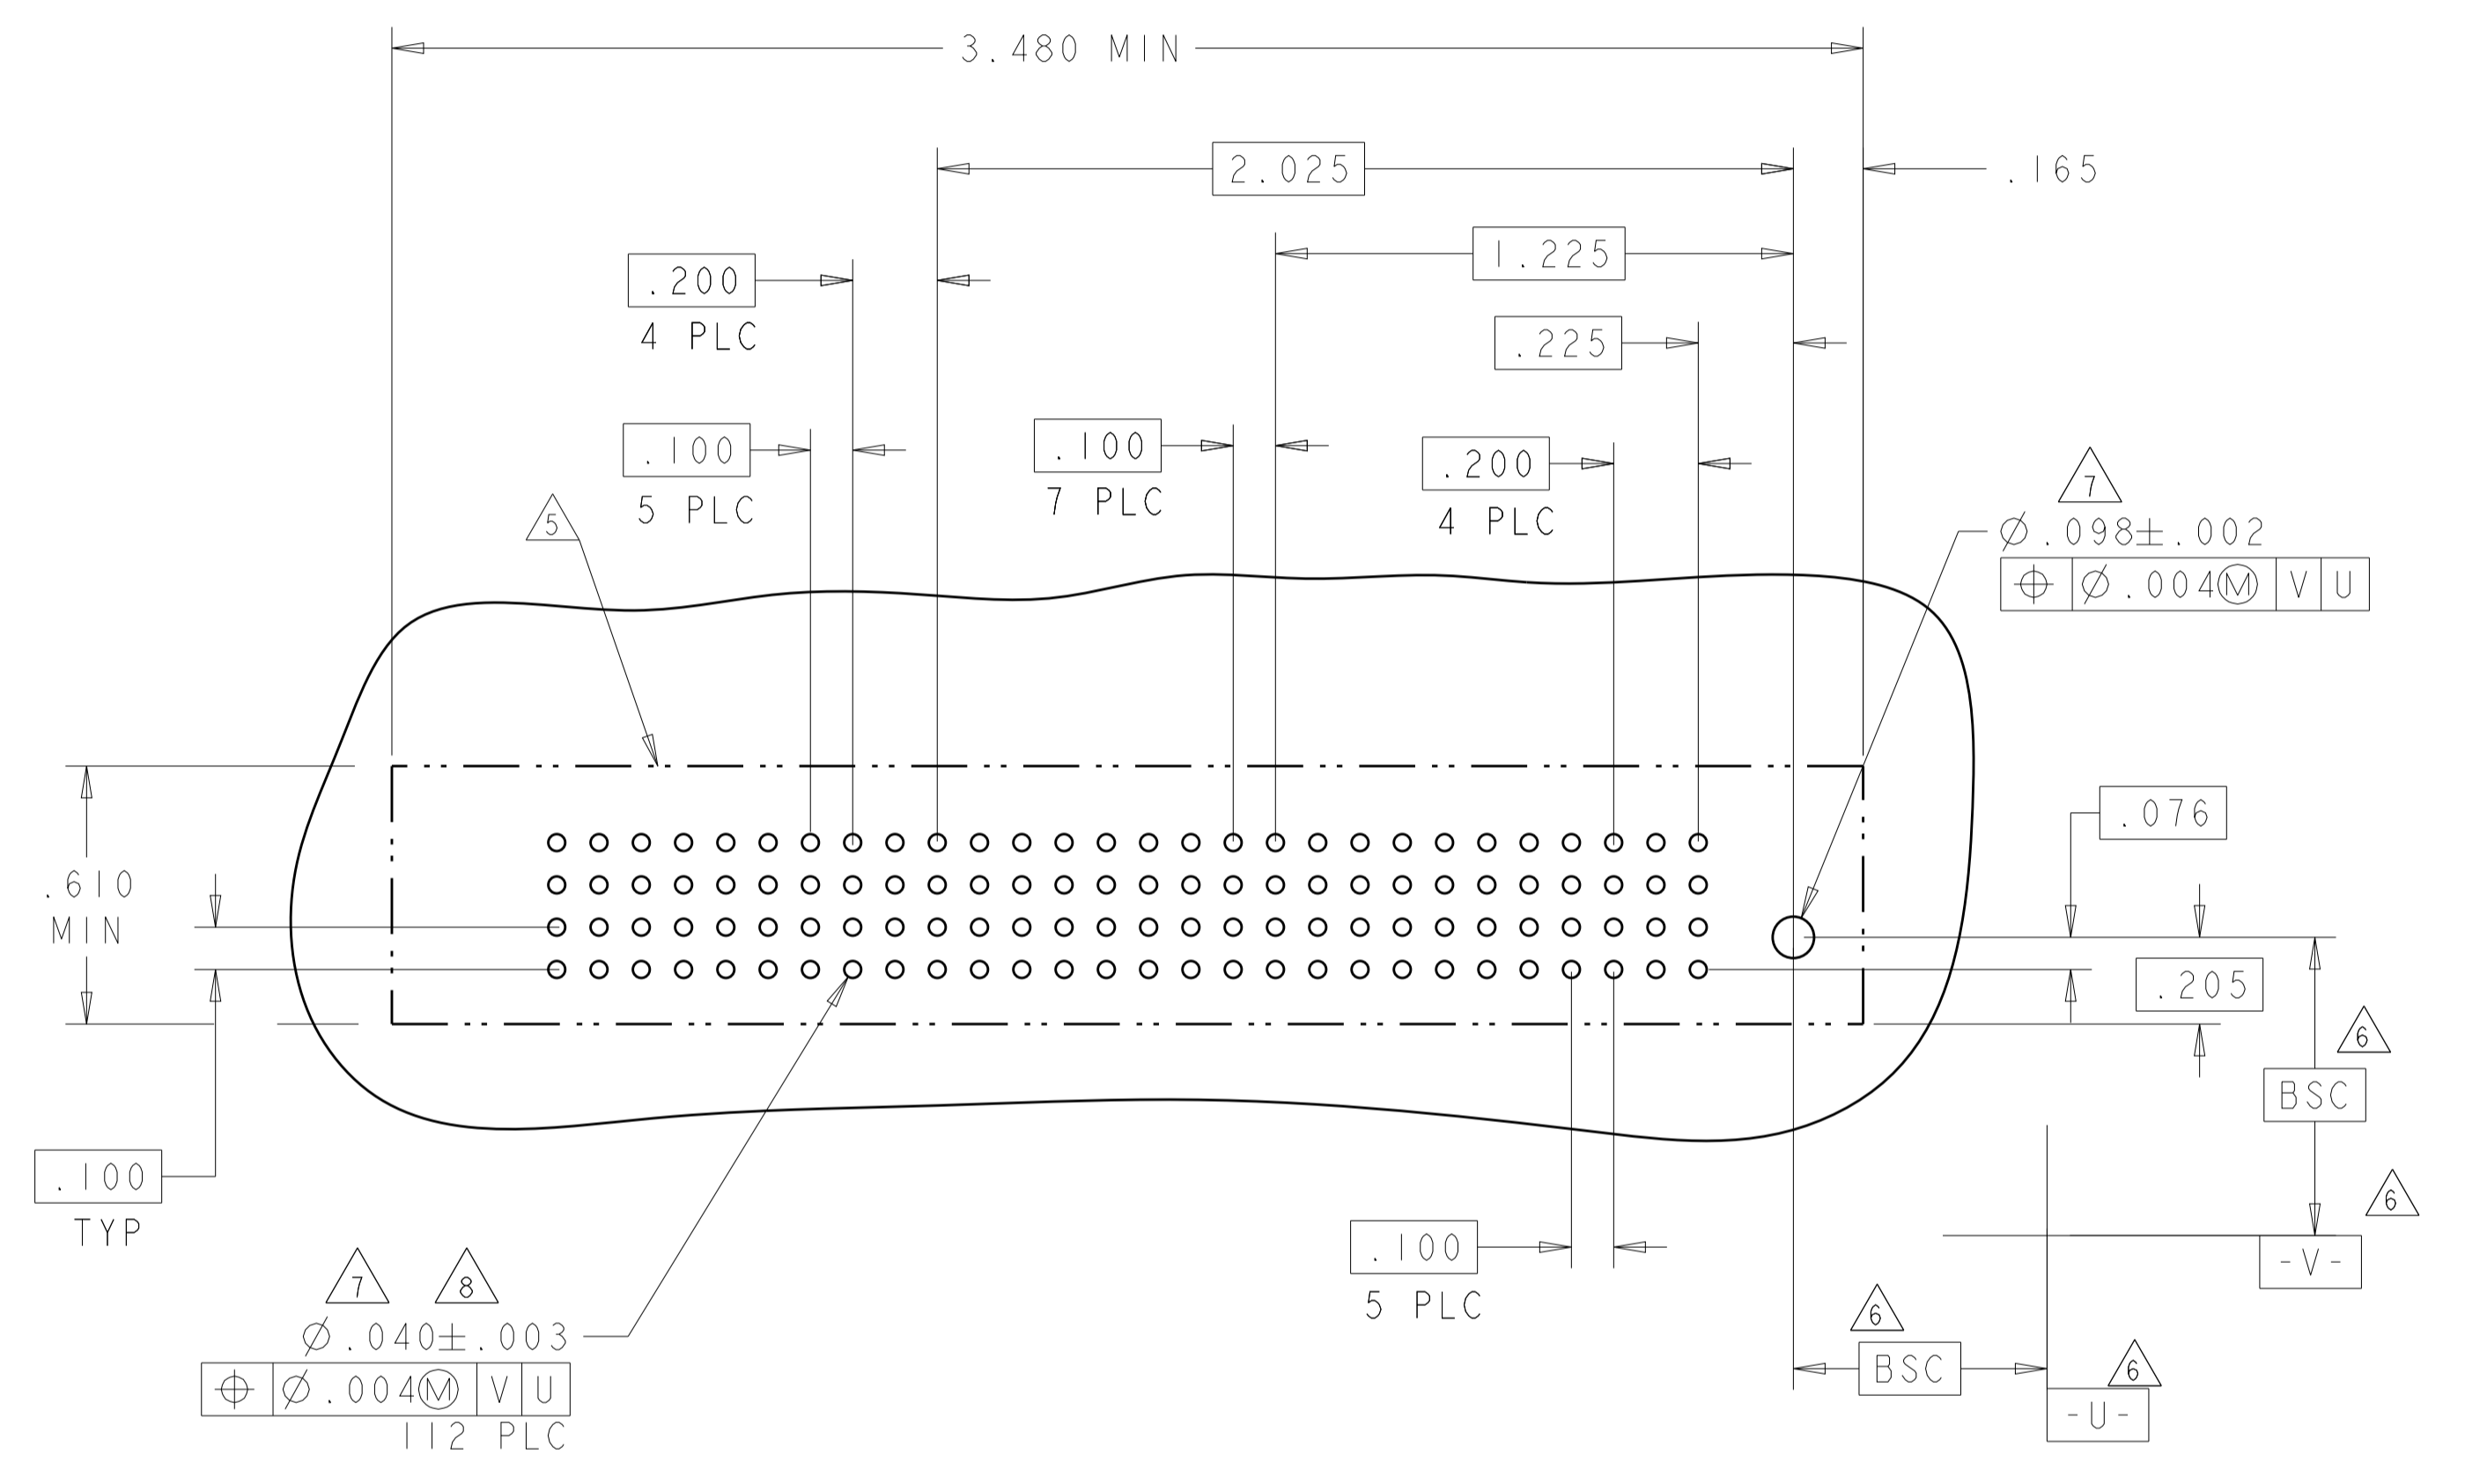 3.480 MIN
2.025
.165
1.225
.200
4 PLC
.225
.100
5 PLC
.100
7 PLC
.200
4 PLC
7
5
⌀.098±.002
⌖ ⌀.004Ⓜ V U
.076
.610
MIN
.205
6
BSC
.100
TYP
6
-V-
.100
5 PLC
7 8
⌀.040±.003
⌖ ⌀.004Ⓜ V U
112 PLC
6
BSC
6
-U-